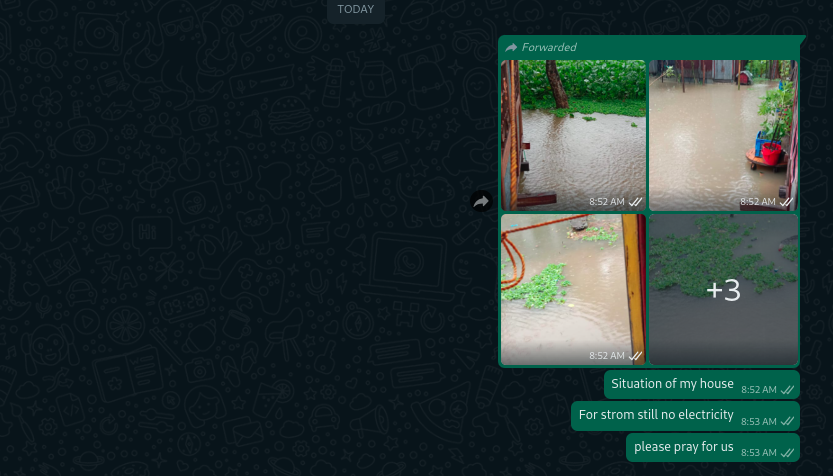 TODAY
Forwarded
8:52 AM
8:52 AM
8:52 AM
+3
Situation of my house 8:52 AM
For strom still no electricity 8:53 AM
please pray for us 8:53 AM